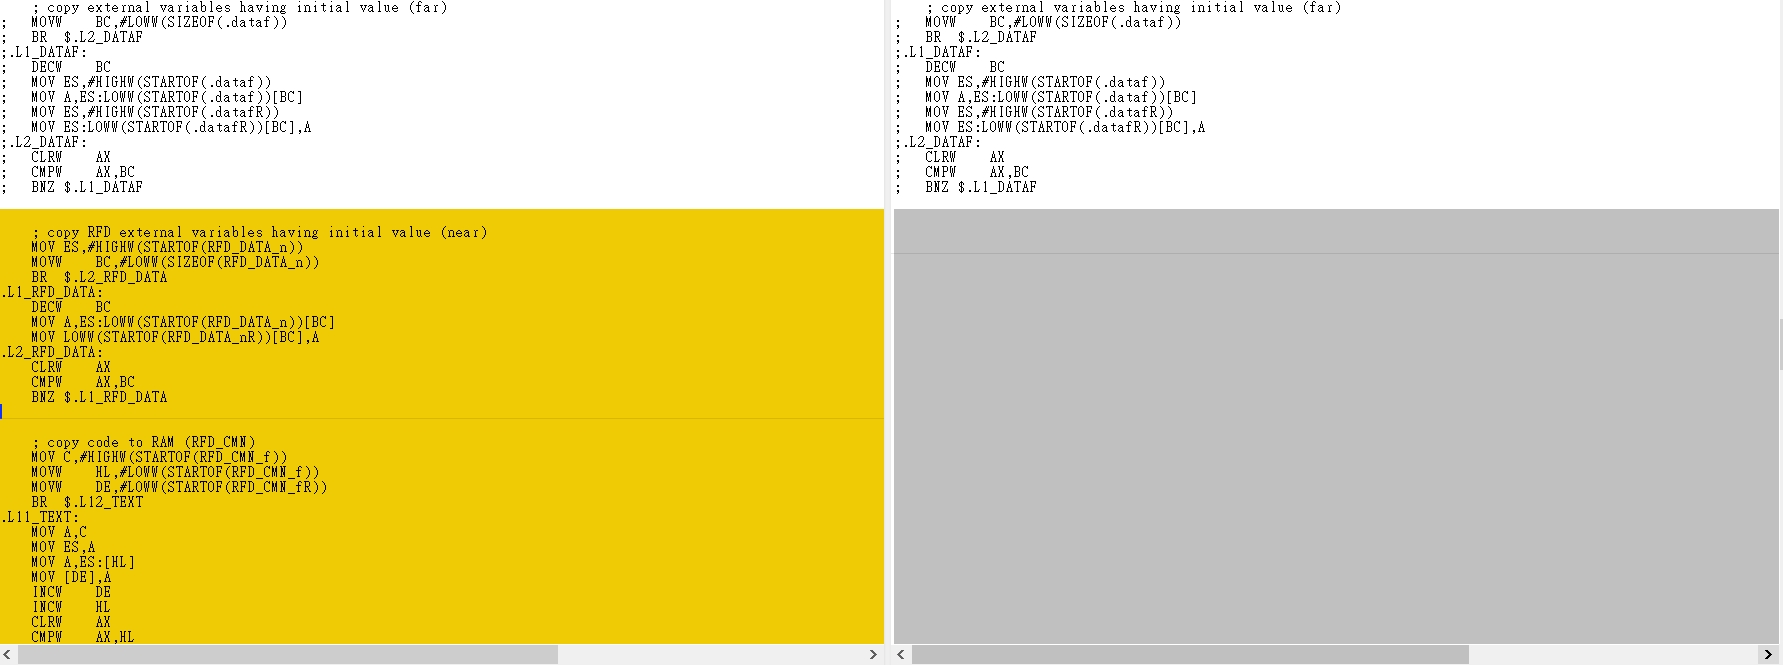 ; copy external variables having initial value (far)
;   MOVW    BC,#LOWW(SIZEOF(.dataf))
;   BR  $.L2_DATAF
;.L1_DATAF:
;   DECW    BC
;   MOV ES,#HIGHW(STARTOF(.dataf))
;   MOV A,ES:LOWW(STARTOF(.dataf))[BC]
;   MOV ES,#HIGHW(STARTOF(.datafR))
;   MOV ES:LOWW(STARTOF(.datafR))[BC],A
;.L2_DATAF:
;   CLRW    AX
;   CMPW    AX,BC
;   BNZ $.L1_DATAF
    ; copy RFD external variables having initial value (near)
    MOV ES,#HIGHW(STARTOF(RFD_DATA_n))
    MOVW    BC,#LOWW(SIZEOF(RFD_DATA_n))
    BR  $.L2_RFD_DATA
.L1_RFD_DATA:
    DECW    BC
    MOV A,ES:LOWW(STARTOF(RFD_DATA_n))[BC]
    MOV LOWW(STARTOF(RFD_DATA_nR))[BC],A
.L2_RFD_DATA:
    CLRW    AX
    CMPW    AX,BC
    BNZ $.L1_RFD_DATA
    ; copy code to RAM (RFD_CMN)
    MOV C,#HIGHW(STARTOF(RFD_CMN_f))
    MOVW    HL,#LOWW(STARTOF(RFD_CMN_f))
    MOVW    DE,#LOWW(STARTOF(RFD_CMN_fR))
    BR  $.L12_TEXT
.L11_TEXT:
    MOV A,C
    MOV ES,A
    MOV A,ES:[HL]
    MOV [DE],A
    INCW    DE
    INCW    HL
    CLRW    AX
    CMPW    AX,HL
    ; copy external variables having initial value (far)
;   MOVW    BC,#LOWW(SIZEOF(.dataf))
;   BR  $.L2_DATAF
;.L1_DATAF:
;   DECW    BC
;   MOV ES,#HIGHW(STARTOF(.dataf))
;   MOV A,ES:LOWW(STARTOF(.dataf))[BC]
;   MOV ES,#HIGHW(STARTOF(.datafR))
;   MOV ES:LOWW(STARTOF(.datafR))[BC],A
;.L2_DATAF:
;   CLRW    AX
;   CMPW    AX,BC
;   BNZ $.L1_DATAF